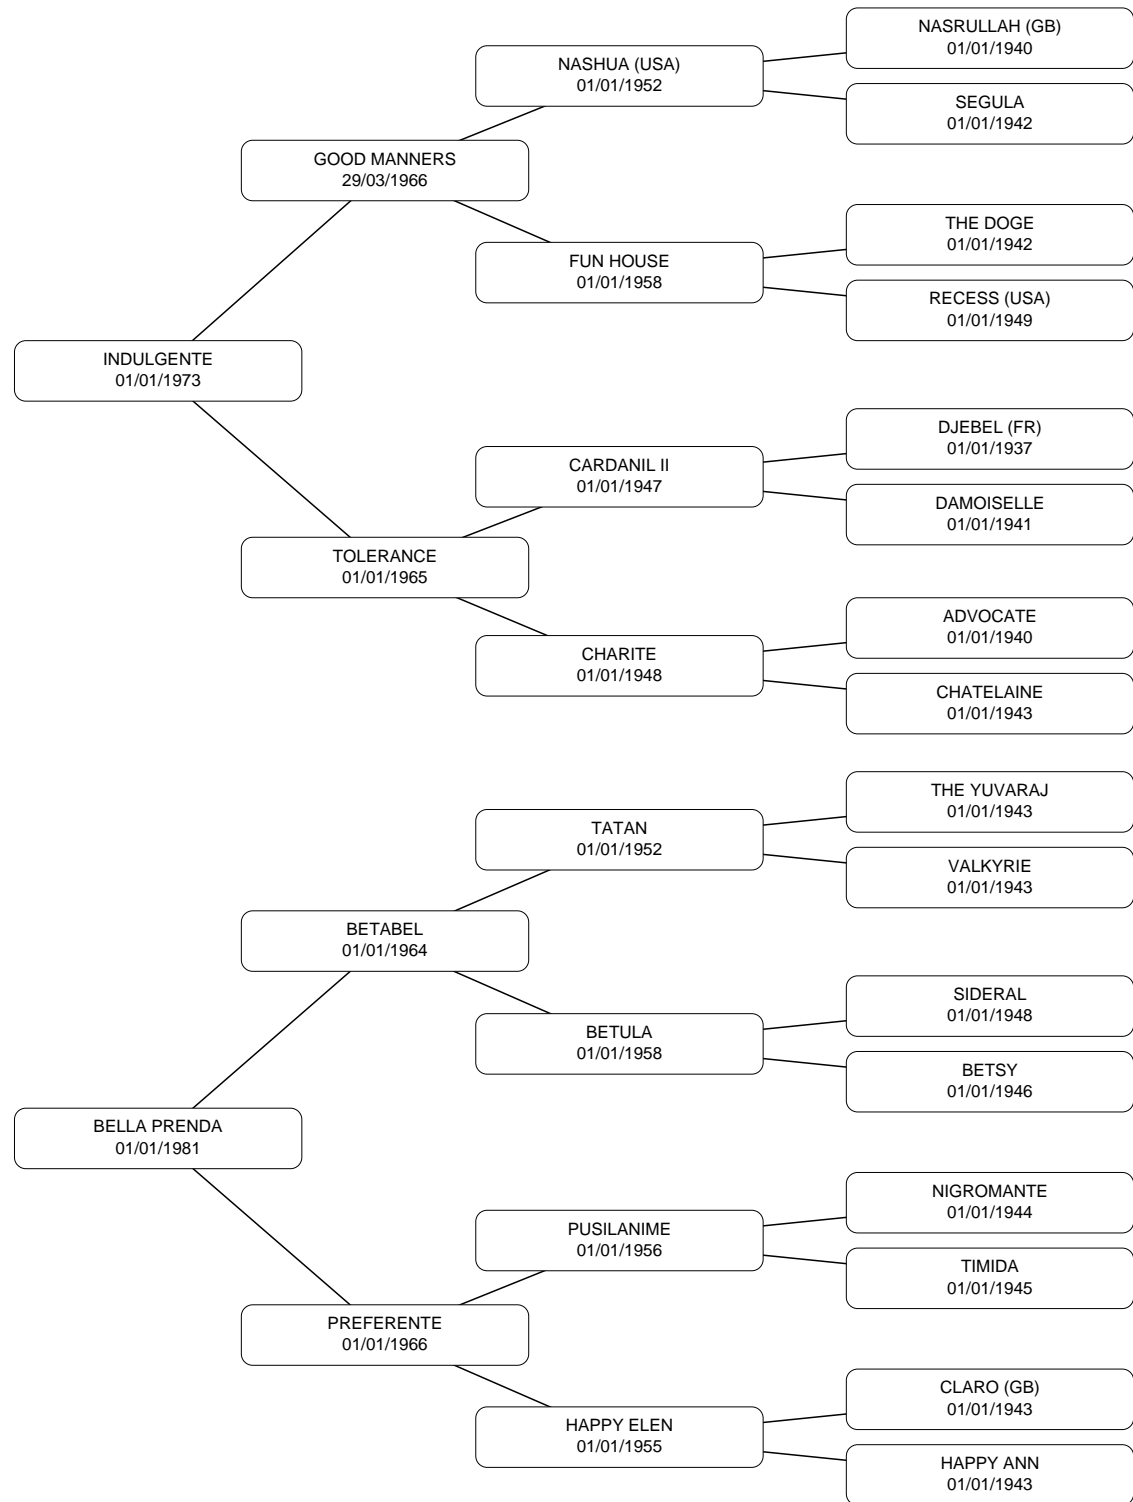 NASRULLAH (GB)
01/01/1940
NASHUA (USA)
01/01/1952
SEGULA
01/01/1942
GOOD MANNERS
29/03/1966
THE DOGE
01/01/1942
FUN HOUSE
01/01/1958
RECESS (USA)
01/01/1949
INDULGENTE
01/01/1973
DJEBEL (FR)
01/01/1937
CARDANIL II
01/01/1947
DAMOISELLE
01/01/1941
TOLERANCE
01/01/1965
ADVOCATE
01/01/1940
CHARITE
01/01/1948
CHATELAINE
01/01/1943
THE YUVARAJ
01/01/1943
TATAN
01/01/1952
VALKYRIE
01/01/1943
BETABEL
01/01/1964
SIDERAL
01/01/1948
BETULA
01/01/1958
BETSY
01/01/1946
BELLA PRENDA
01/01/1981
NIGROMANTE
01/01/1944
PUSILANIME
01/01/1956
TIMIDA
01/01/1945
PREFERENTE
01/01/1966
CLARO (GB)
01/01/1943
HAPPY ELEN
01/01/1955
HAPPY ANN
01/01/1943